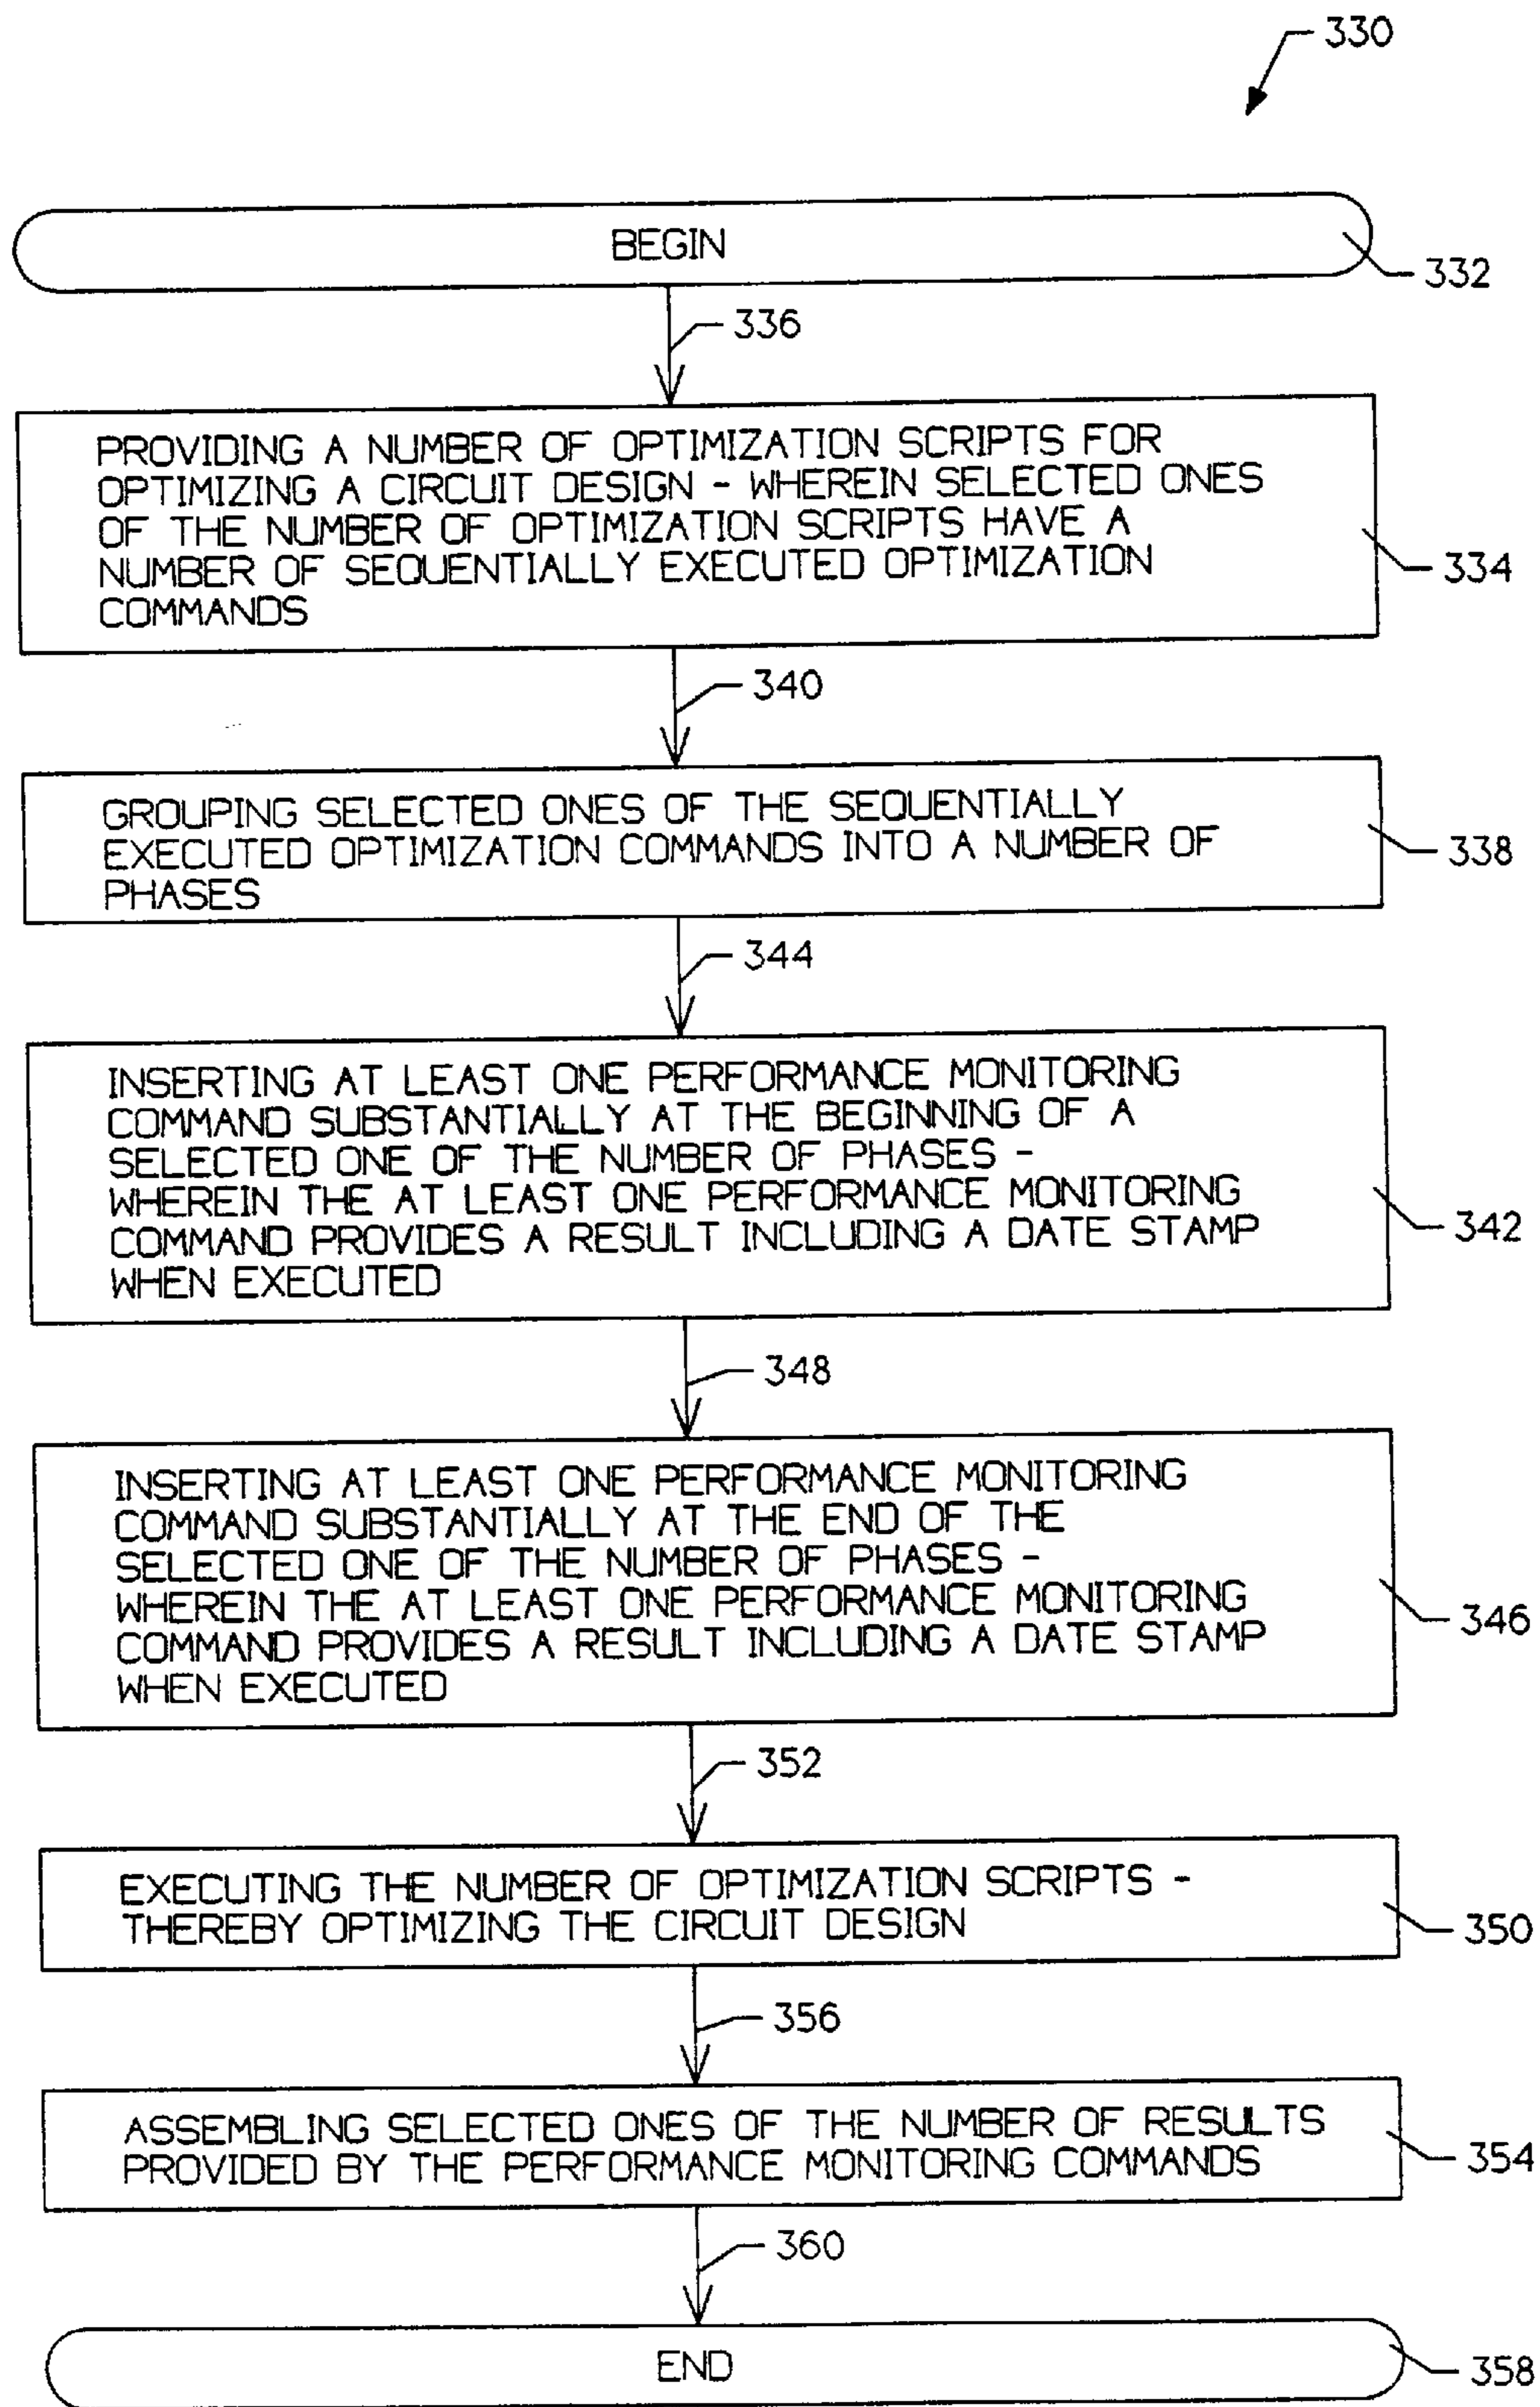 330
BEGIN
332
336
PROVIDING A NUMBER OF OPTIMIZATION SCRIPTS FOR
OPTIMIZING A CIRCUIT DESIGN - WHEREIN SELECTED ONES
OF THE NUMBER OF OPTIMIZATION SCRIPTS HAVE A
NUMBER OF SEQUENTIALLY EXECUTED OPTIMIZATION
COMMANDS
334
340
GROUPING SELECTED ONES OF THE SEQUENTIALLY
EXECUTED OPTIMIZATION COMMANDS INTO A NUMBER OF
PHASES
338
344
INSERTING AT LEAST ONE PERFORMANCE MONITORING
COMMAND SUBSTANTIALLY AT THE BEGINNING OF A
SELECTED ONE OF THE NUMBER OF PHASES -
WHEREIN THE AT LEAST ONE PERFORMANCE MONITORING
COMMAND PROVIDES A RESULT INCLUDING A DATE STAMP
WHEN EXECUTED
342
348
INSERTING AT LEAST ONE PERFORMANCE MONITORING
COMMAND SUBSTANTIALLY AT THE END OF THE
SELECTED ONE OF THE NUMBER OF PHASES -
WHEREIN THE AT LEAST ONE PERFORMANCE MONITORING
COMMAND PROVIDES A RESULT INCLUDING A DATE STAMP
WHEN EXECUTED
346
352
EXECUTING THE NUMBER OF OPTIMIZATION SCRIPTS -
THEREBY OPTIMIZING THE CIRCUIT DESIGN
350
356
ASSEMBLING SELECTED ONES OF THE NUMBER OF RESULTS
PROVIDED BY THE PERFORMANCE MONITORING COMMANDS
354
360
END
358